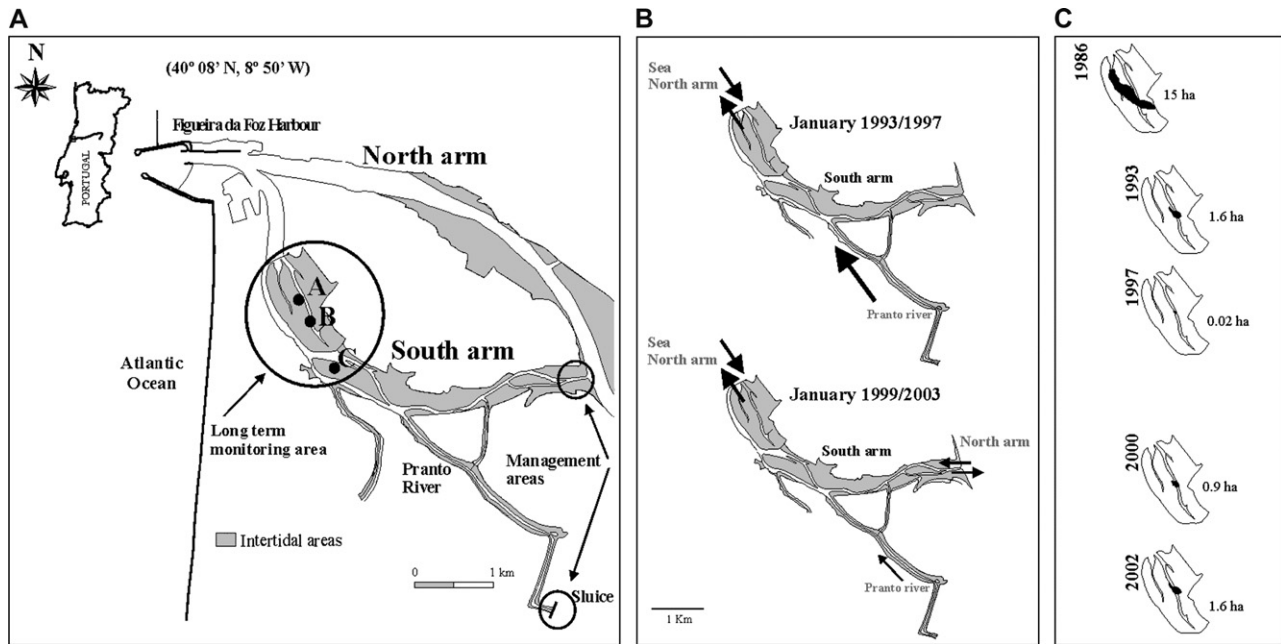 A
N
(40° 08' N, 8° 50' W)
PORTUGAL
Figueira da Foz Harbour
North arm
A
B
C
South arm
Atlantic
Ocean
Long term
monitoring area
Pranto
River
Management
areas
Intertidal areas
0 1 km
Sluice
B
Sea
North arm
January 1993/1997
South arm
Pranto river
Sea
North arm
January 1999/2003
South arm
North arm
Pranto river
1 Km
C
1986
15 ha
1993
1.6 ha
1997
0.02 ha
2000
0.9 ha
2002
1.6 ha